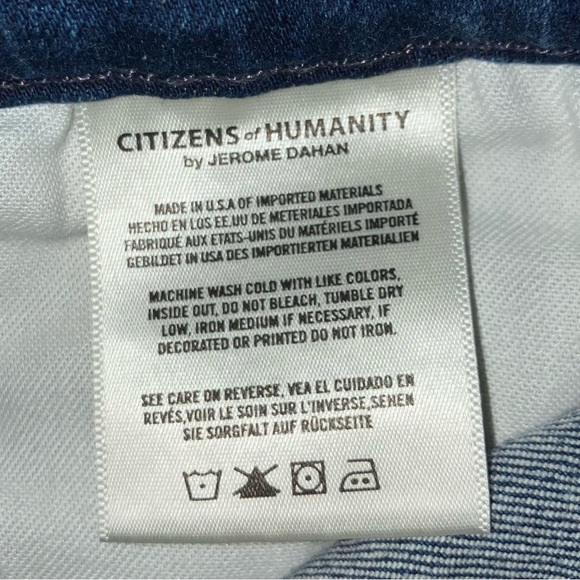 CITIZENS of HUMANITY
by JEROME DAHAN
MADE IN U.S.A OF IMPORTED MATERIALS
HECHO EN LOS EE.UU DE METERIALES IMPORTADA
FABRIQUÉ AUX ETATS-UNIS DU MATÉRIELS IMPORTÉ
GEBILDET IN USA DES IMPORTIERTEN MATERIALIEN
MACHINE WASH COLD WITH LIKE COLORS,
INSIDE OUT, DO NOT BLEACH, TUMBLE DRY
LOW, IRON MEDIUM IF NECESSARY, IF
DECORATED OR PRINTED DO NOT IRON.
SEE CARE ON REVERSE, VEA EL CUIDADO EN
REVÉS,VOIR LE SOIN SUR L'INVERSE,SEHEN
SIE SORGFALT AUF RÜCKSEITE